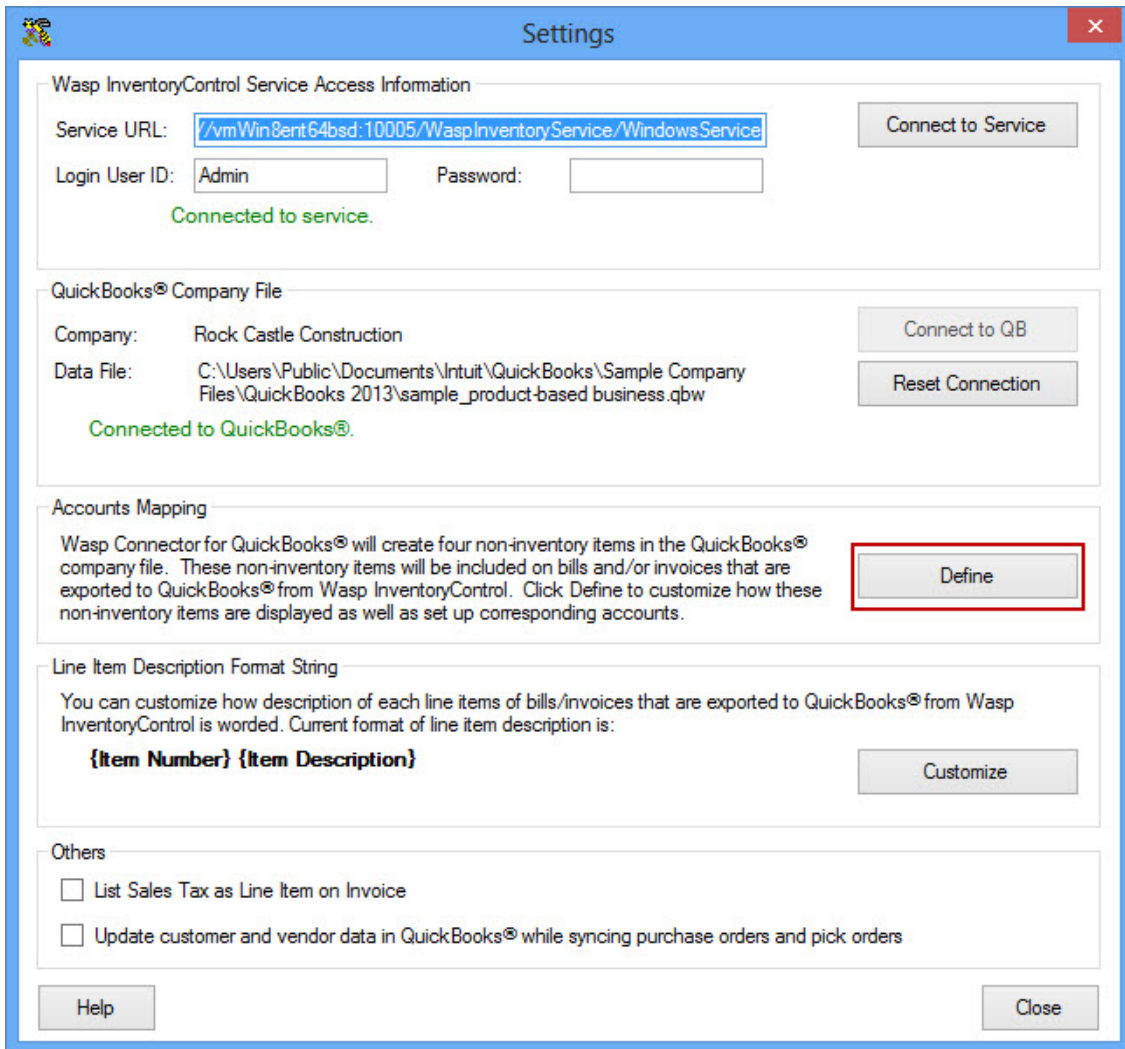 Settings
Wasp InventoryControl Service Access Information
Service URL: //vmWin8ent64bsd:10005/WaspInventoryService/WindowsService Connect to Service
Login User ID: Admin Password:
Connected to service.
QuickBooks® Company File
Company: Rock Castle Construction Connect to QB
Data File: C:\Users\Public\Documents\Intuit\QuickBooks\Sample Company
Files\QuickBooks 2013\sample_product-based business.qbw
Reset Connection
Connected to QuickBooks®.
Accounts Mapping
Wasp Connector for QuickBooks® will create four non-inventory items in the QuickBooks®
company file. These non-inventory items will be included on bills and/or invoices that are
exported to QuickBooks® from Wasp InventoryControl. Click Define to customize how these
non-inventory items are displayed as well as set up corresponding accounts.
Define
Line Item Description Format String
You can customize how description of each line items of bills/invoices that are exported to QuickBooks® from Wasp
InventoryControl is worded. Current format of line item description is:
{Item Number} {Item Description}
Customize
Others
List Sales Tax as Line Item on Invoice
Update customer and vendor data in QuickBooks® while syncing purchase orders and pick orders
Help Close